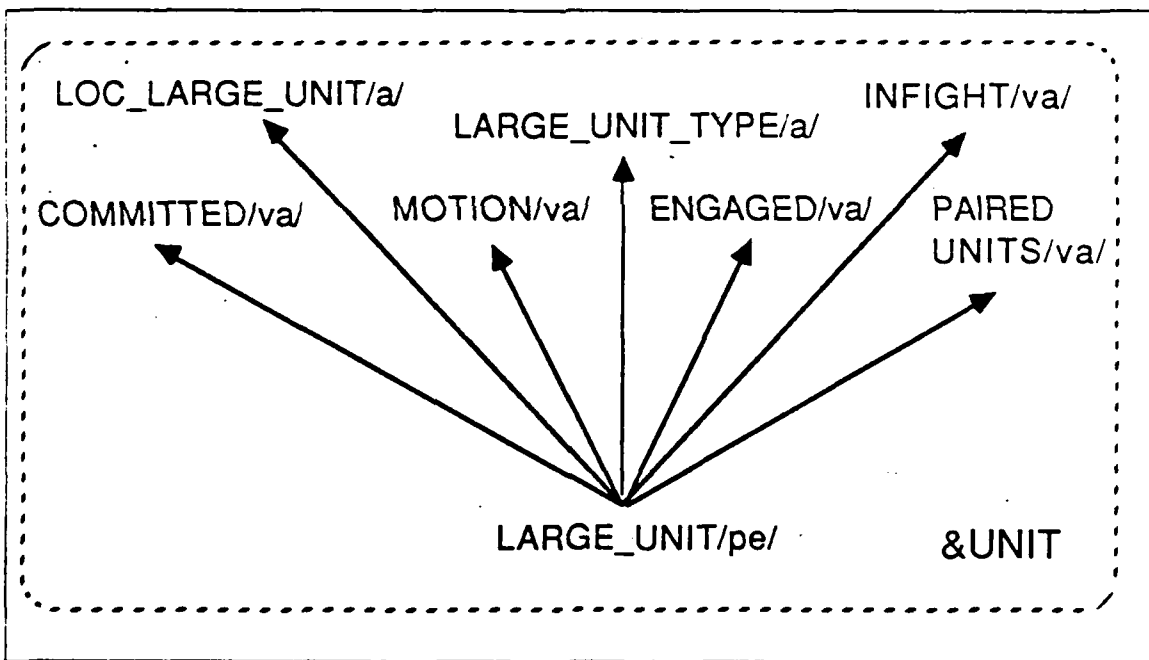 LOC_LARGE_UNIT/a/
INFIGHT/va/
LARGE_UNIT_TYPE/a/
COMMITTED/va/
MOTION/va/
ENGAGED/va/
PAIRED
UNITS/va/
LARGE_UNIT/pe/
&UNIT